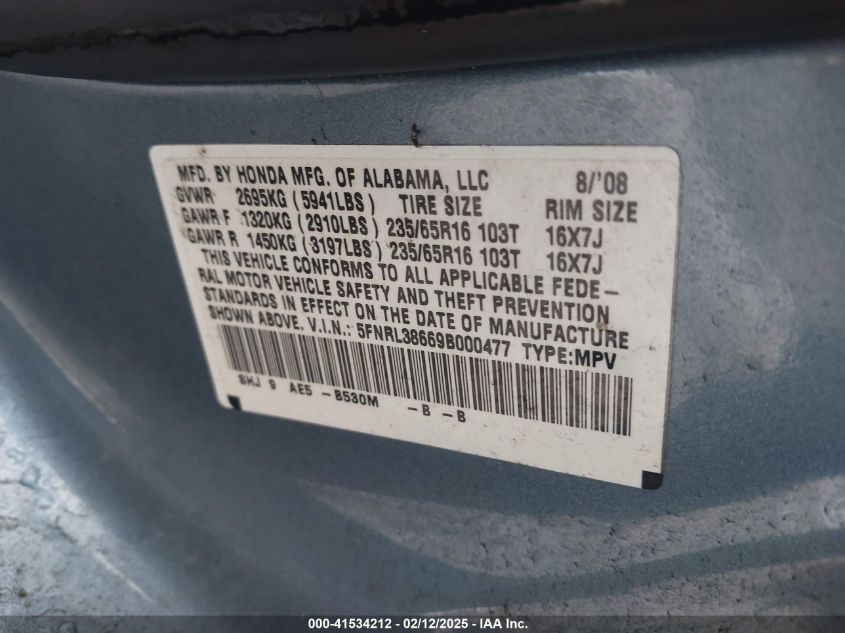 MFD. BY HONDA MFG. OF ALABAMA, LLC 8/'08
GVWR 2695KG (5941LBS) TIRE SIZE RIM SIZE
GAWR F 1320KG (2910LBS) 235/65R16 103T 16X7J
GAWR R 1450KG (3197LBS) 235/65R16 103T 16X7J
THIS VEHICLE CONFORMS TO ALL APPLICABLE FEDE-
RAL MOTOR VEHICLE SAFETY AND THEFT PREVENTION
STANDARDS IN EFFECT ON THE DATE OF MANUFACTURE
SHOWN ABOVE. V.I.N.: 5FNRL38669B000477 TYPE:MPV
SHJ 9 AE5 -B530M -B -B
000-41534212 - 02/12/2025 - IAA Inc.